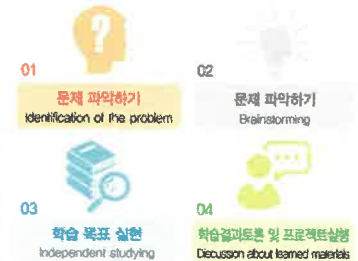 01
문제 파악하기
Identification of the problem
02
문제 파악하기
Brainstorming
03
학습 목표 실현
Independent studying
04
학습결과토론 및 프로젝트실행
Discussion about learned materials